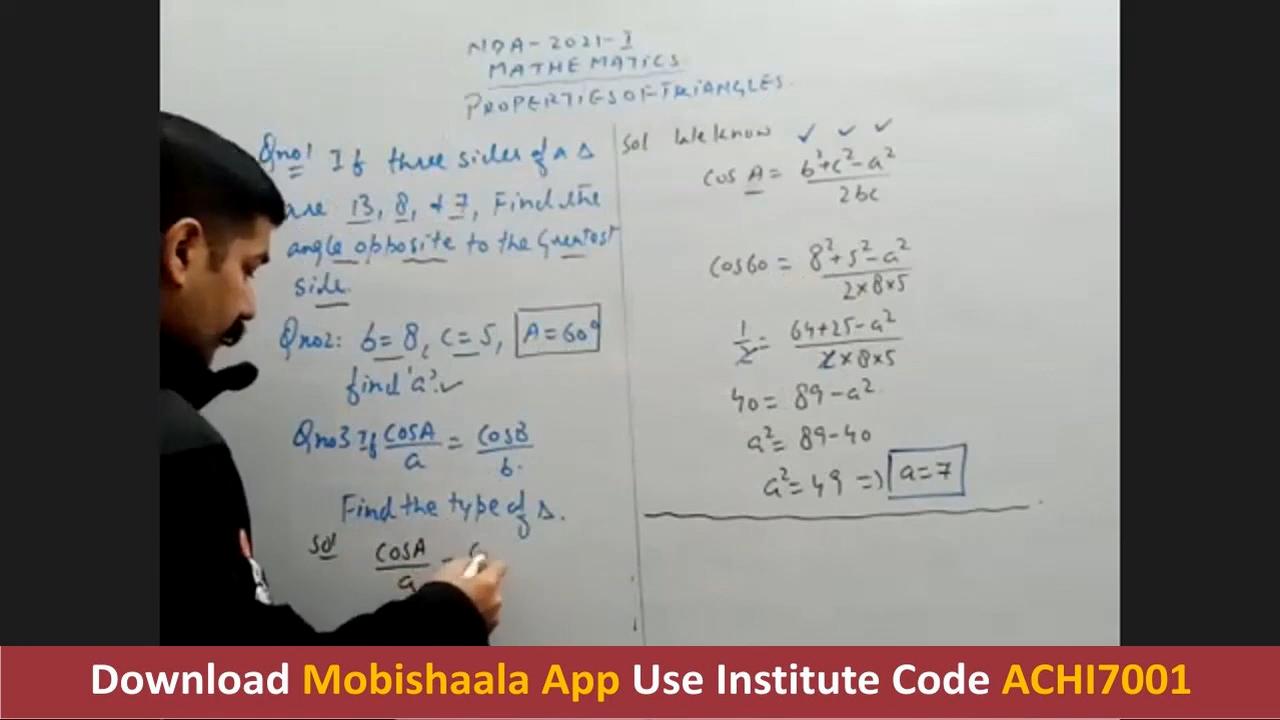 NDA-2021-I
MATHEMATICS
PROPERTIES OF TRIANGLES
Qno1 If three sides of a Δ
are 13, 8, & 7, Find the
angle opposite to the Greatest
side.
Qno2: b=8, c=5, A=60°
find 'a'.
Qno3 If CosA/a = CosB/b.
Find the type of Δ.
Sol CosA/a =
Sol We know
Cos A = b²+c²-a²/2bc
Cos60 = 8²+5²-a²/2×8×5
1/2 = 64+25-a²/2×8×5
40 = 89-a²
a² = 89-40
a² = 49 => a=7
Download Mobishaala App Use Institute Code ACHI7001